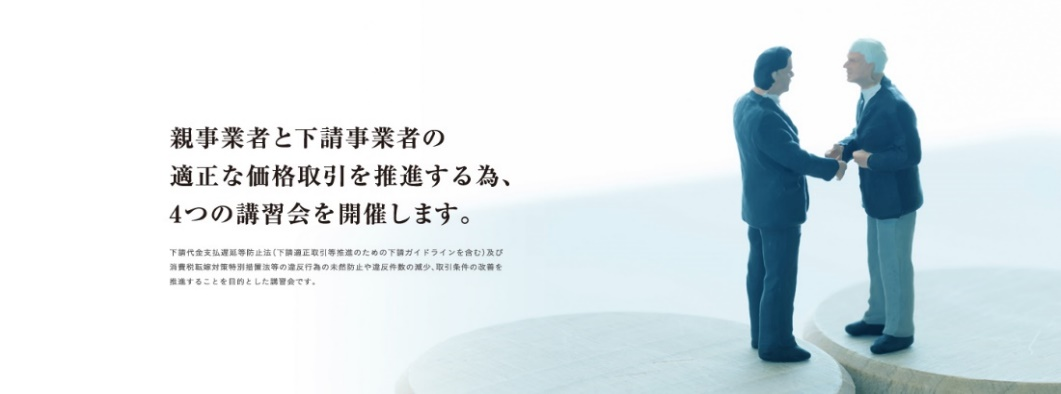 親事業者と下請事業者の
適正な価格取引を推進する為、
4つの講習会を開催します。
下請代金支払遅延等防止法(下請適正取引等推進のための下請ガイドラインを含む)及び
消費税転嫁対策特別措置法等の違反行為の未然防止や違反件数の減少、取引条件の改善を
推進することを目的とした講習会です。